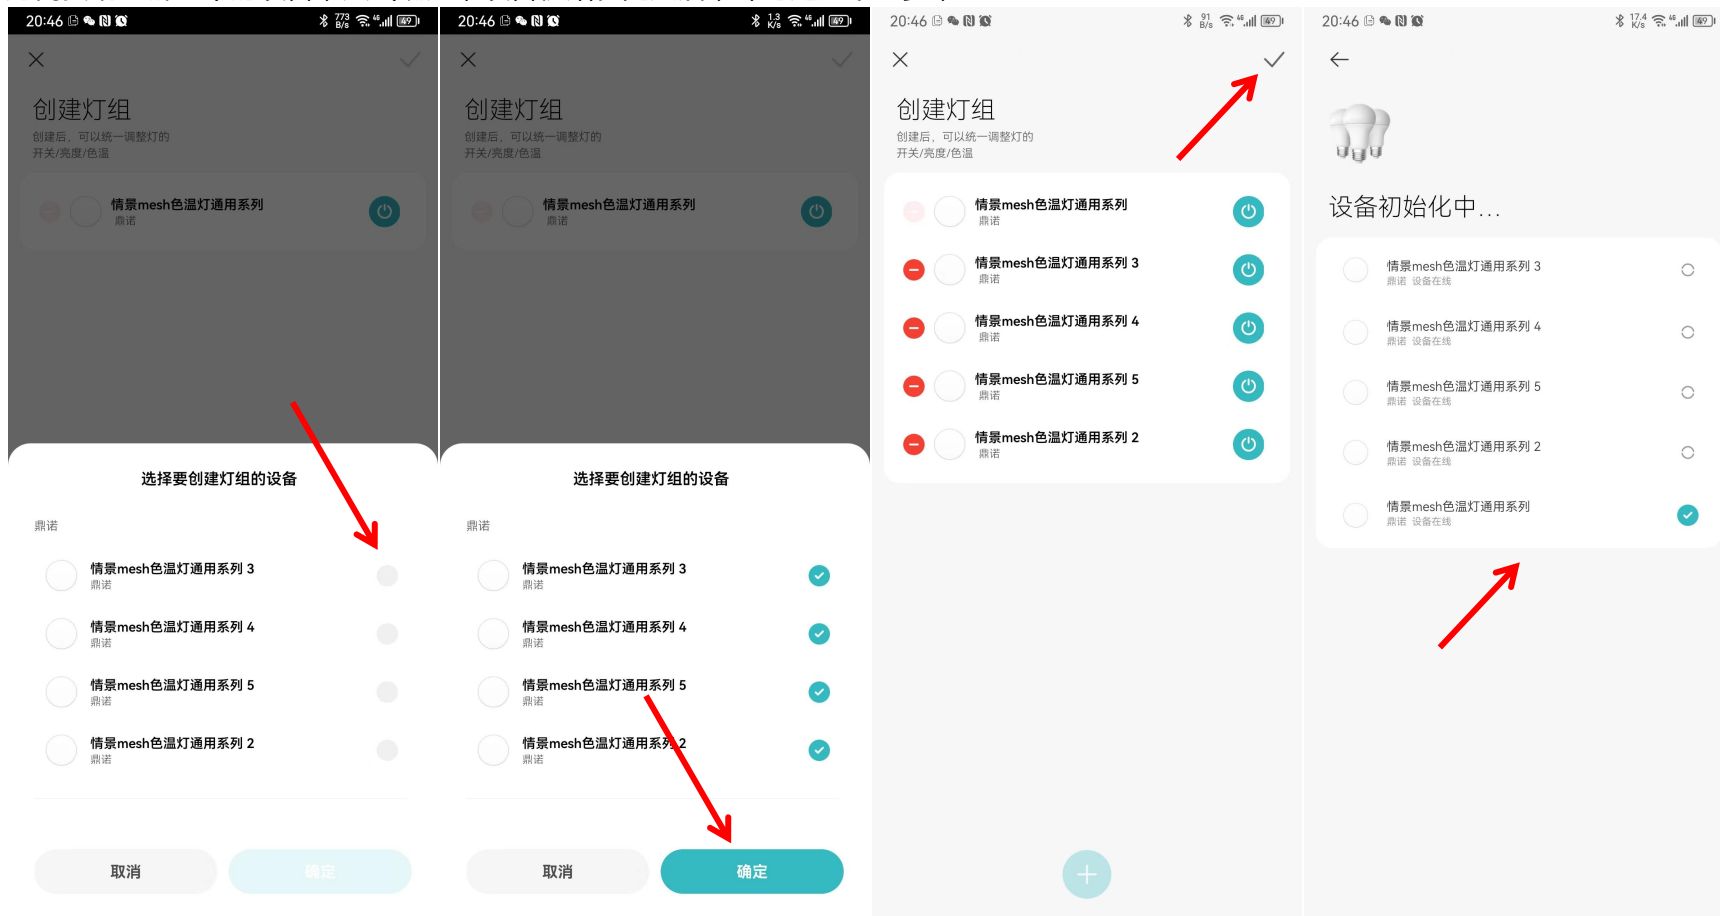 20:46 773 B/s 46 49
创建灯组
创建后，可以统一调整灯的
开关/亮度/色温
情景mesh色温灯通用系列
鼎诺
选择要创建灯组的设备
鼎诺
情景mesh色温灯通用系列 3
鼎诺
情景mesh色温灯通用系列 4
鼎诺
情景mesh色温灯通用系列 5
鼎诺
情景mesh色温灯通用系列 2
鼎诺
取消
确定
20:46 1.3 K/s 46 49
创建灯组
创建后，可以统一调整灯的
开关/亮度/色温
情景mesh色温灯通用系列
鼎诺
选择要创建灯组的设备
鼎诺
情景mesh色温灯通用系列 3
鼎诺
情景mesh色温灯通用系列 4
鼎诺
情景mesh色温灯通用系列 5
鼎诺
情景mesh色温灯通用系列 2
鼎诺
取消
确定
20:46 91 B/s 46 49
创建灯组
创建后，可以统一调整灯的
开关/亮度/色温
情景mesh色温灯通用系列
鼎诺
情景mesh色温灯通用系列 3
鼎诺
情景mesh色温灯通用系列 4
鼎诺
情景mesh色温灯通用系列 5
鼎诺
情景mesh色温灯通用系列 2
鼎诺
20:46 17.4 K/s 46 49
设备初始化中...
情景mesh色温灯通用系列 3
鼎诺 设备在线
情景mesh色温灯通用系列 4
鼎诺 设备在线
情景mesh色温灯通用系列 5
鼎诺 设备在线
情景mesh色温灯通用系列 2
鼎诺 设备在线
情景mesh色温灯通用系列
鼎诺 设备在线